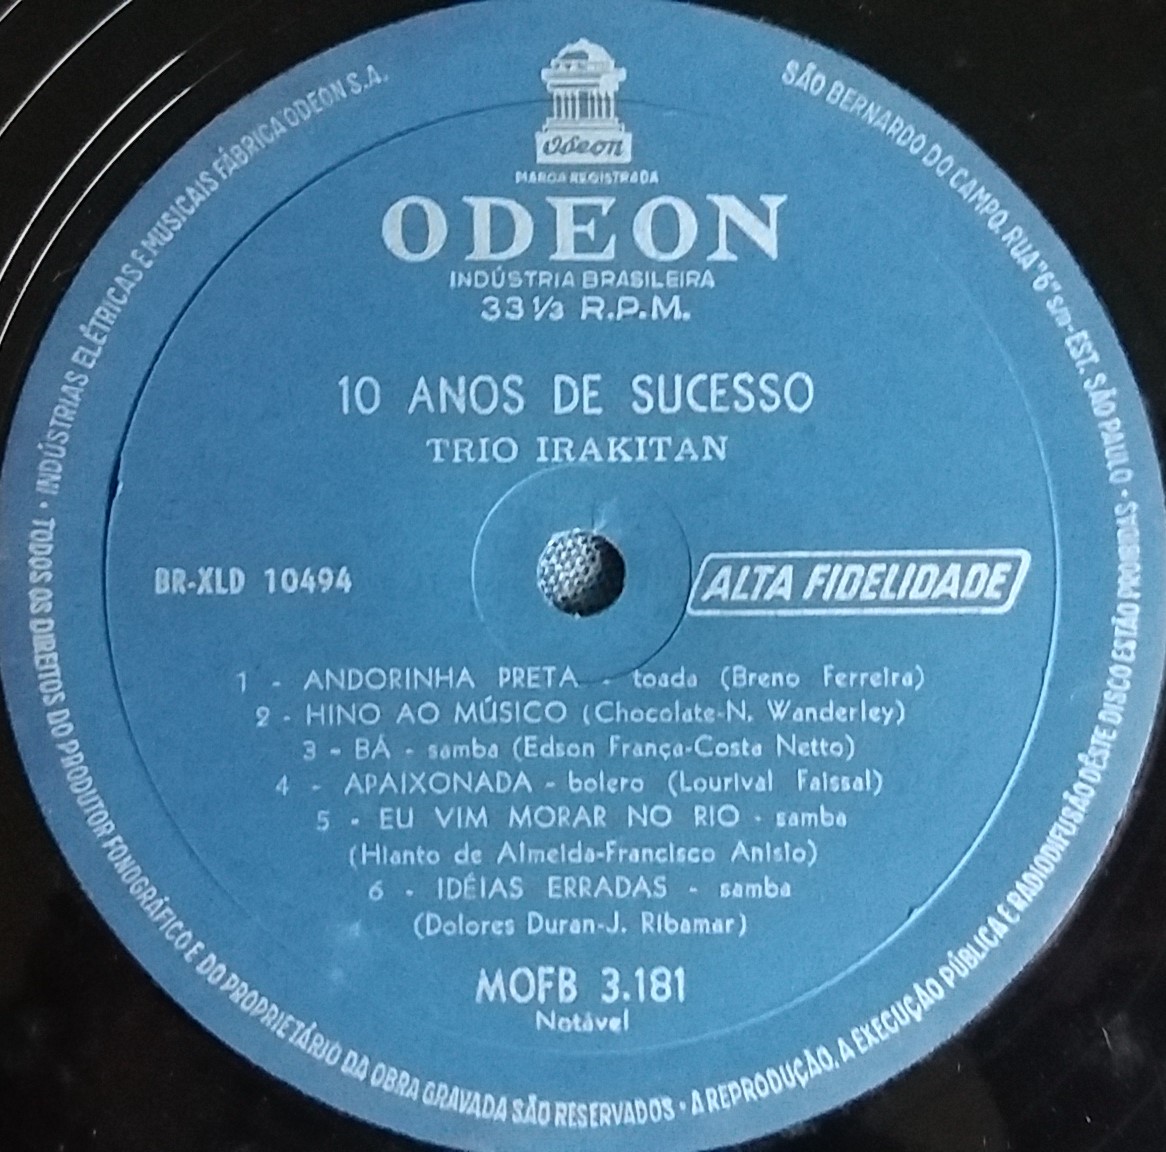 Odeon
MARCA REGISTRADA
ODEON
INDÚSTRIA BRASILEIRA
33 1/3 R.P.M.
10 ANOS DE SUCESSO
TRIO IRAKITAN
BR-XLD 10494
ALTA FIDELIDADE
1 - ANDORINHA PRETA - toada (Breno Ferreira)
2 - HINO AO MÚSICO (Chocolate-N. Wanderley)
3 - BÁ - samba (Edson França-Costa Netto)
4 - APAIXONADA - bolero (Lourival Faissal)
5 - EU VIM MORAR NO RIO - samba
(Hianto de Almeida-Francisco Anisio)
6 - IDÉIAS ERRADAS - samba
(Dolores Duran-J. Ribamar)
MOFB 3.181
Notável
TODOS OS DIREITOS DO PRODUTOR FONOGRÁFICO E DO PROPRIETÁRIO DA OBRA GRAVADA SÃO RESERVADOS · A REPRODUÇÃO, A EXECUÇÃO PÚBLICA E RÁDIODIFUSÃO DÊSTE DISCO ESTÃO PROIBIDAS ·
INDÚSTRIAS ELÉTRICAS E MUSICAIS FÁBRICA ODEON S.A.
SÃO BERNARDO DO CAMPO, RUA "6" s/n-EST. SÃO PAULO